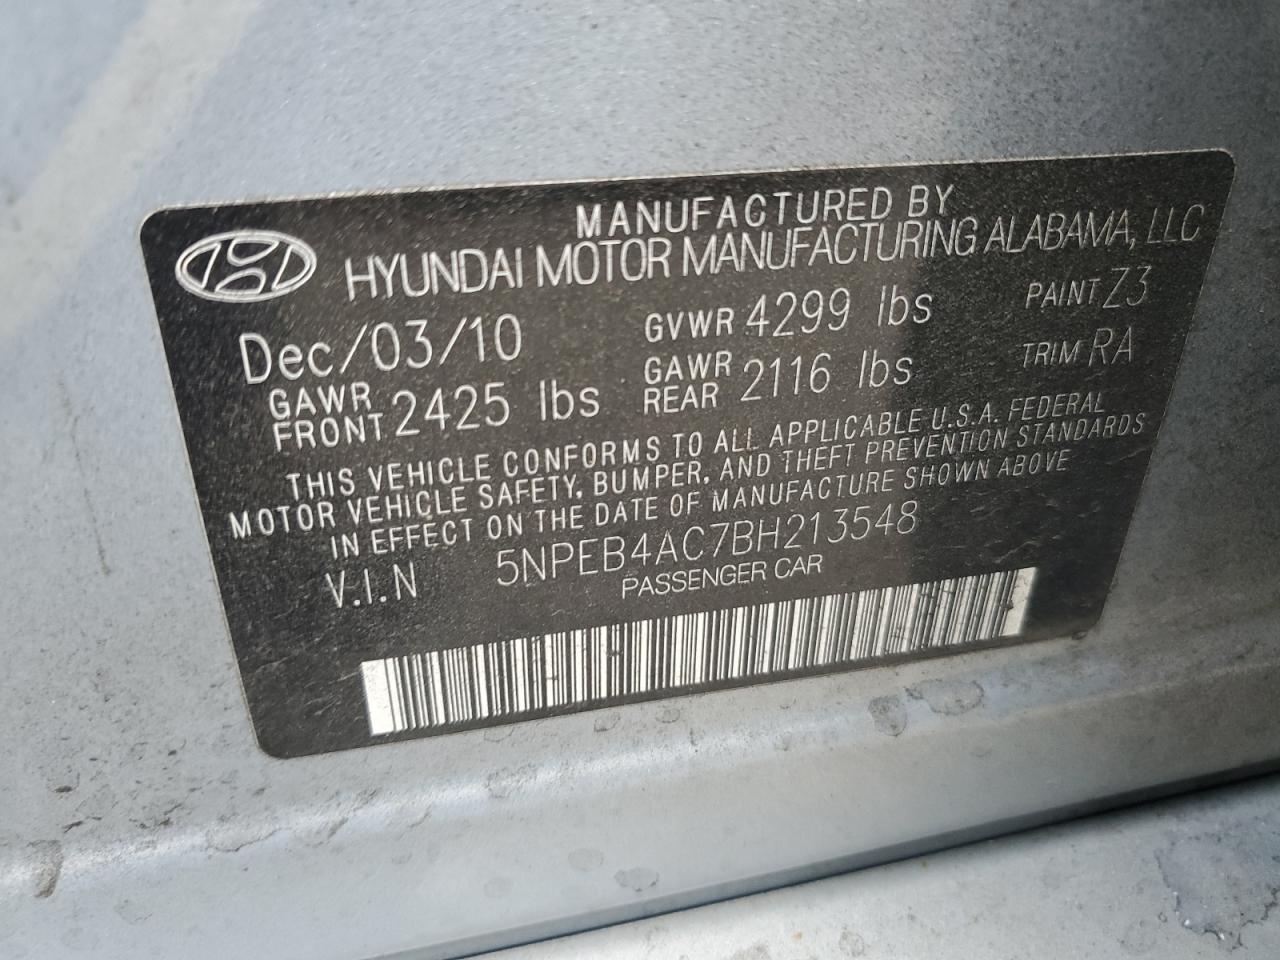 MANUFACTURED BY
HYUNDAI MOTOR MANUFACTURING ALABAMA, LLC
Dec/03/10 GVWR 4299 lbs PAINT Z3
GAWR FRONT 2425 lbs GAWR REAR 2116 lbs TRIM RA
THIS VEHICLE CONFORMS TO ALL APPLICABLE U.S.A. FEDERAL
MOTOR VEHICLE SAFETY, BUMPER, AND THEFT PREVENTION STANDARDS
IN EFFECT ON THE DATE OF MANUFACTURE SHOWN ABOVE
V.I.N 5NPEB4AC7BH213548
PASSENGER CAR